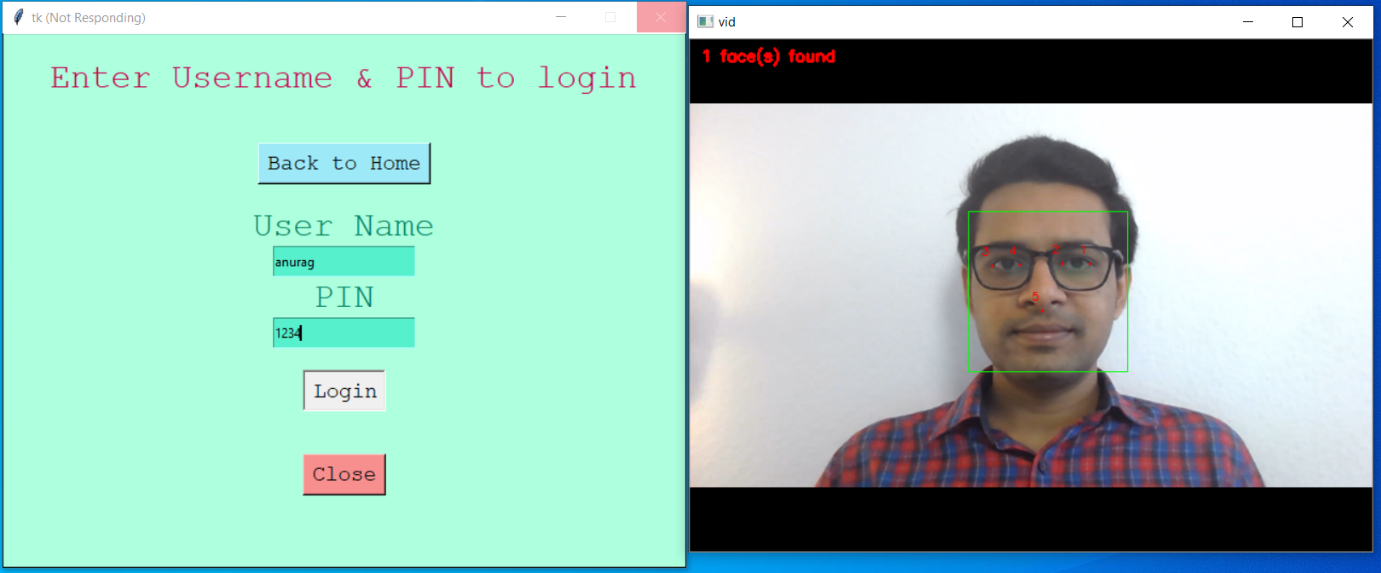 tk (Not Responding)
Enter Username & PIN to login
Back to Home
User Name
anurag
PIN
1234
Login
Close
vid
1 face(s) found
5